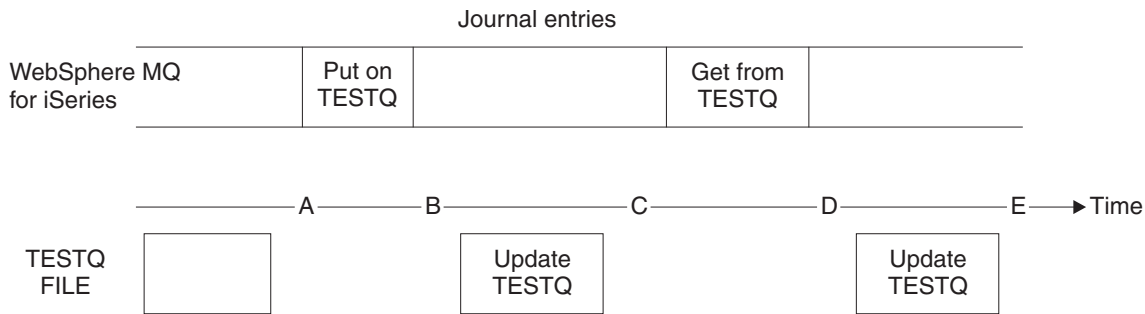 Journal entries
WebSphere MQ
for iSeries
Put on
TESTQ
Get from
TESTQ
A B C D E Time
TESTQ
FILE
Update
TESTQ
Update
TESTQ